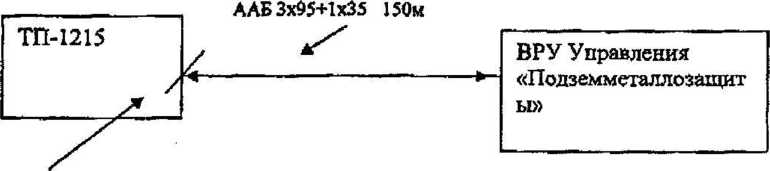 ААБ 3х95+1х35 150м
ТП-1215
ВРУ Управления
«Подземметаллозащит
ы»